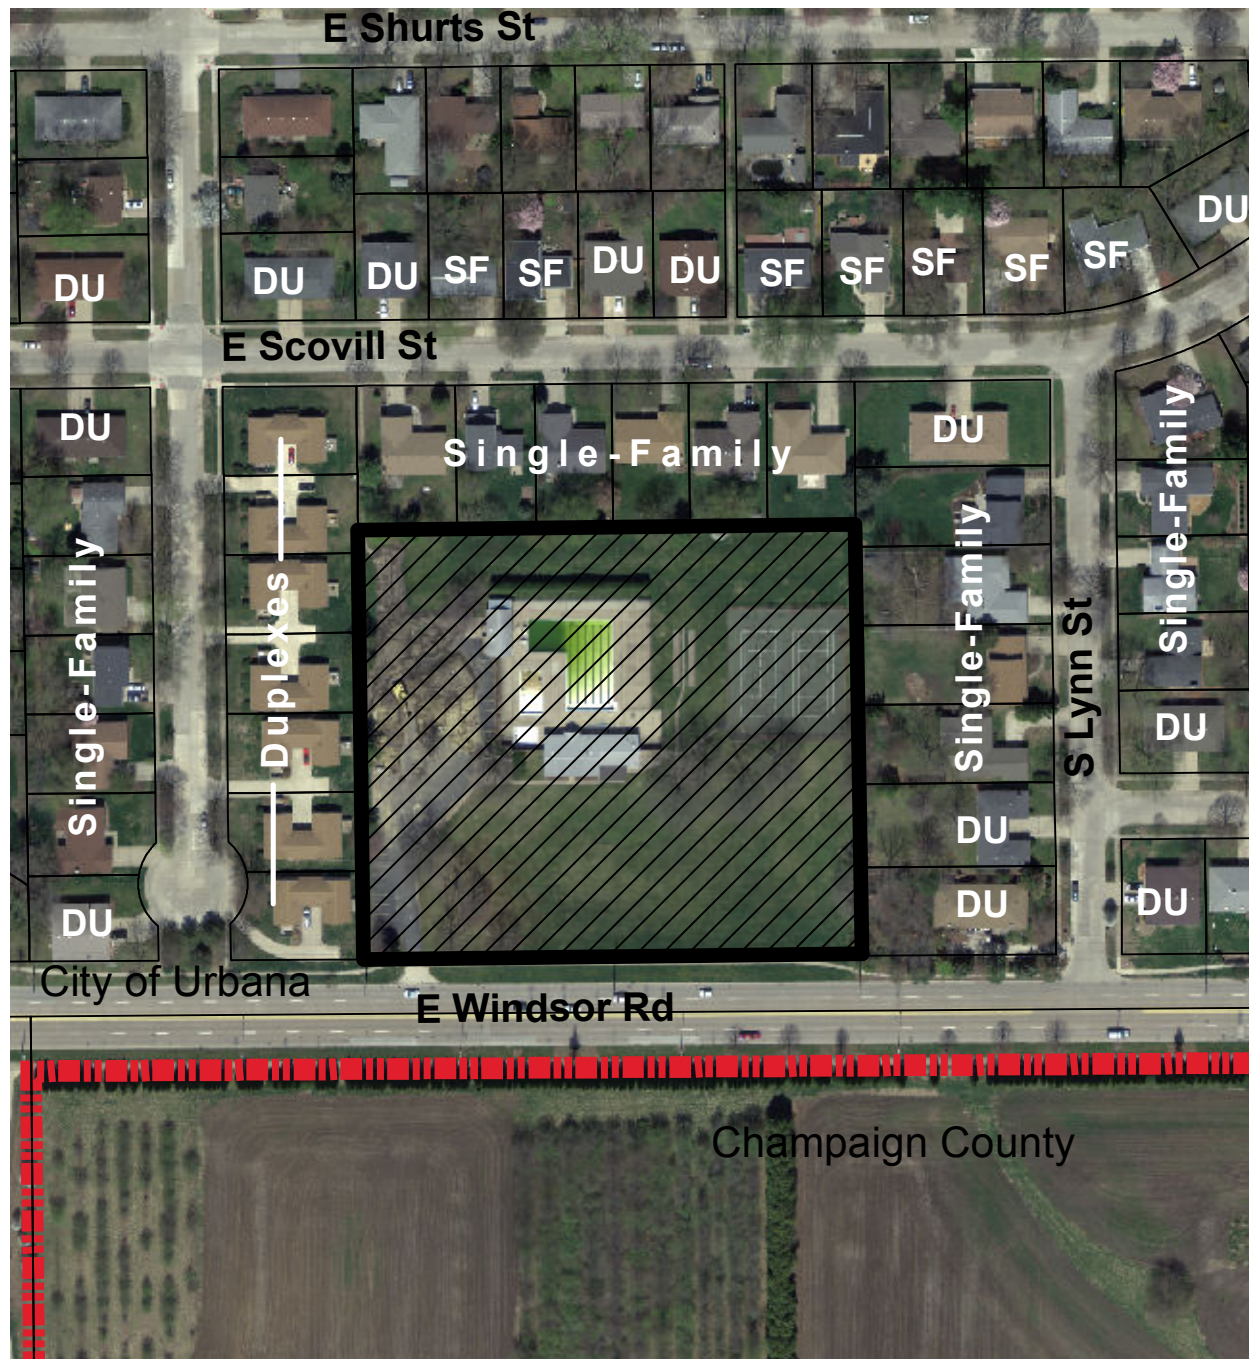 E Shurts St
DU
DU
DU
DU
SF
SF
DU
DU
SF
SF
SF
SF
SF
E Scovill St
DU
Single-Family
DU
Single-Family
Single-Family
Duplexes
Single-Family
Single-Family
S Lynn St
DU
DU
DU
DU
DU
City of Urbana
E Windsor Rd
Champaign County